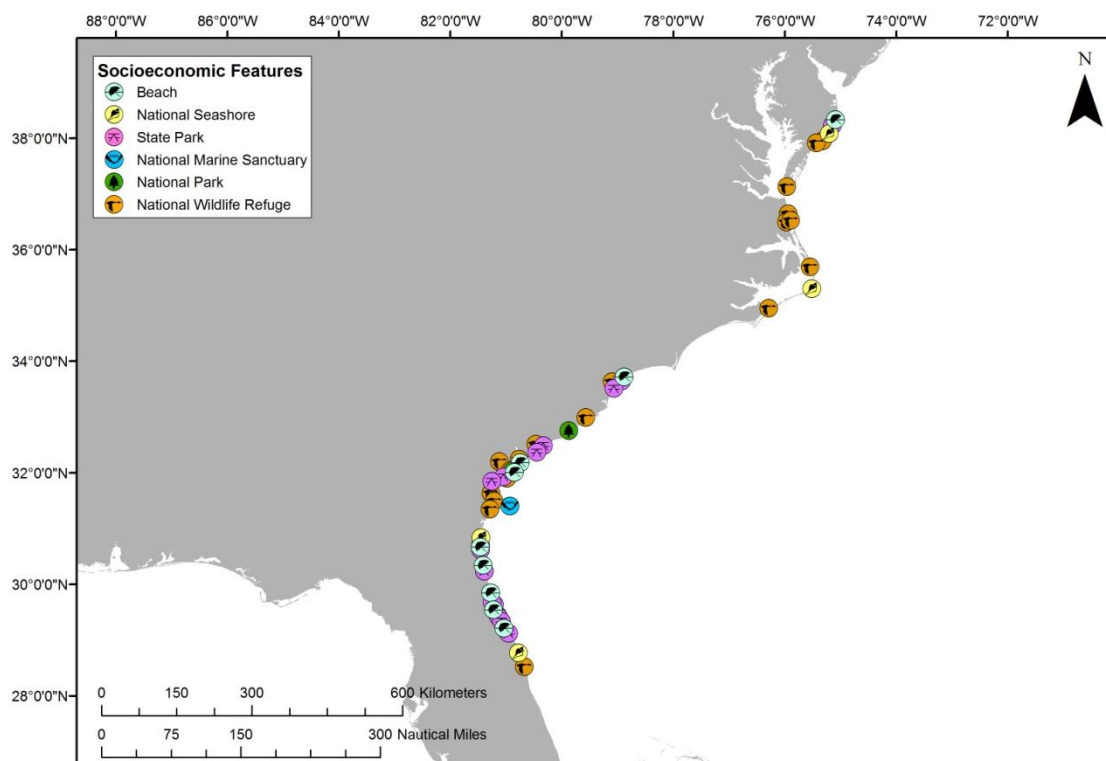 88°0'0"W 86°0'0"W 84°0'0"W 82°0'0"W 80°0'0"W 78°0'0"W 76°0'0"W 74°0'0"W 72°0'0"W
N
Socioeconomic Features
Beach
National Seashore
State Park
National Marine Sanctuary
National Park
National Wildlife Refuge
38°0'0"N
36°0'0"N
34°0'0"N
32°0'0"N
30°0'0"N
28°0'0"N
0 150 300 600 Kilometers
0 75 150 300 Nautical Miles